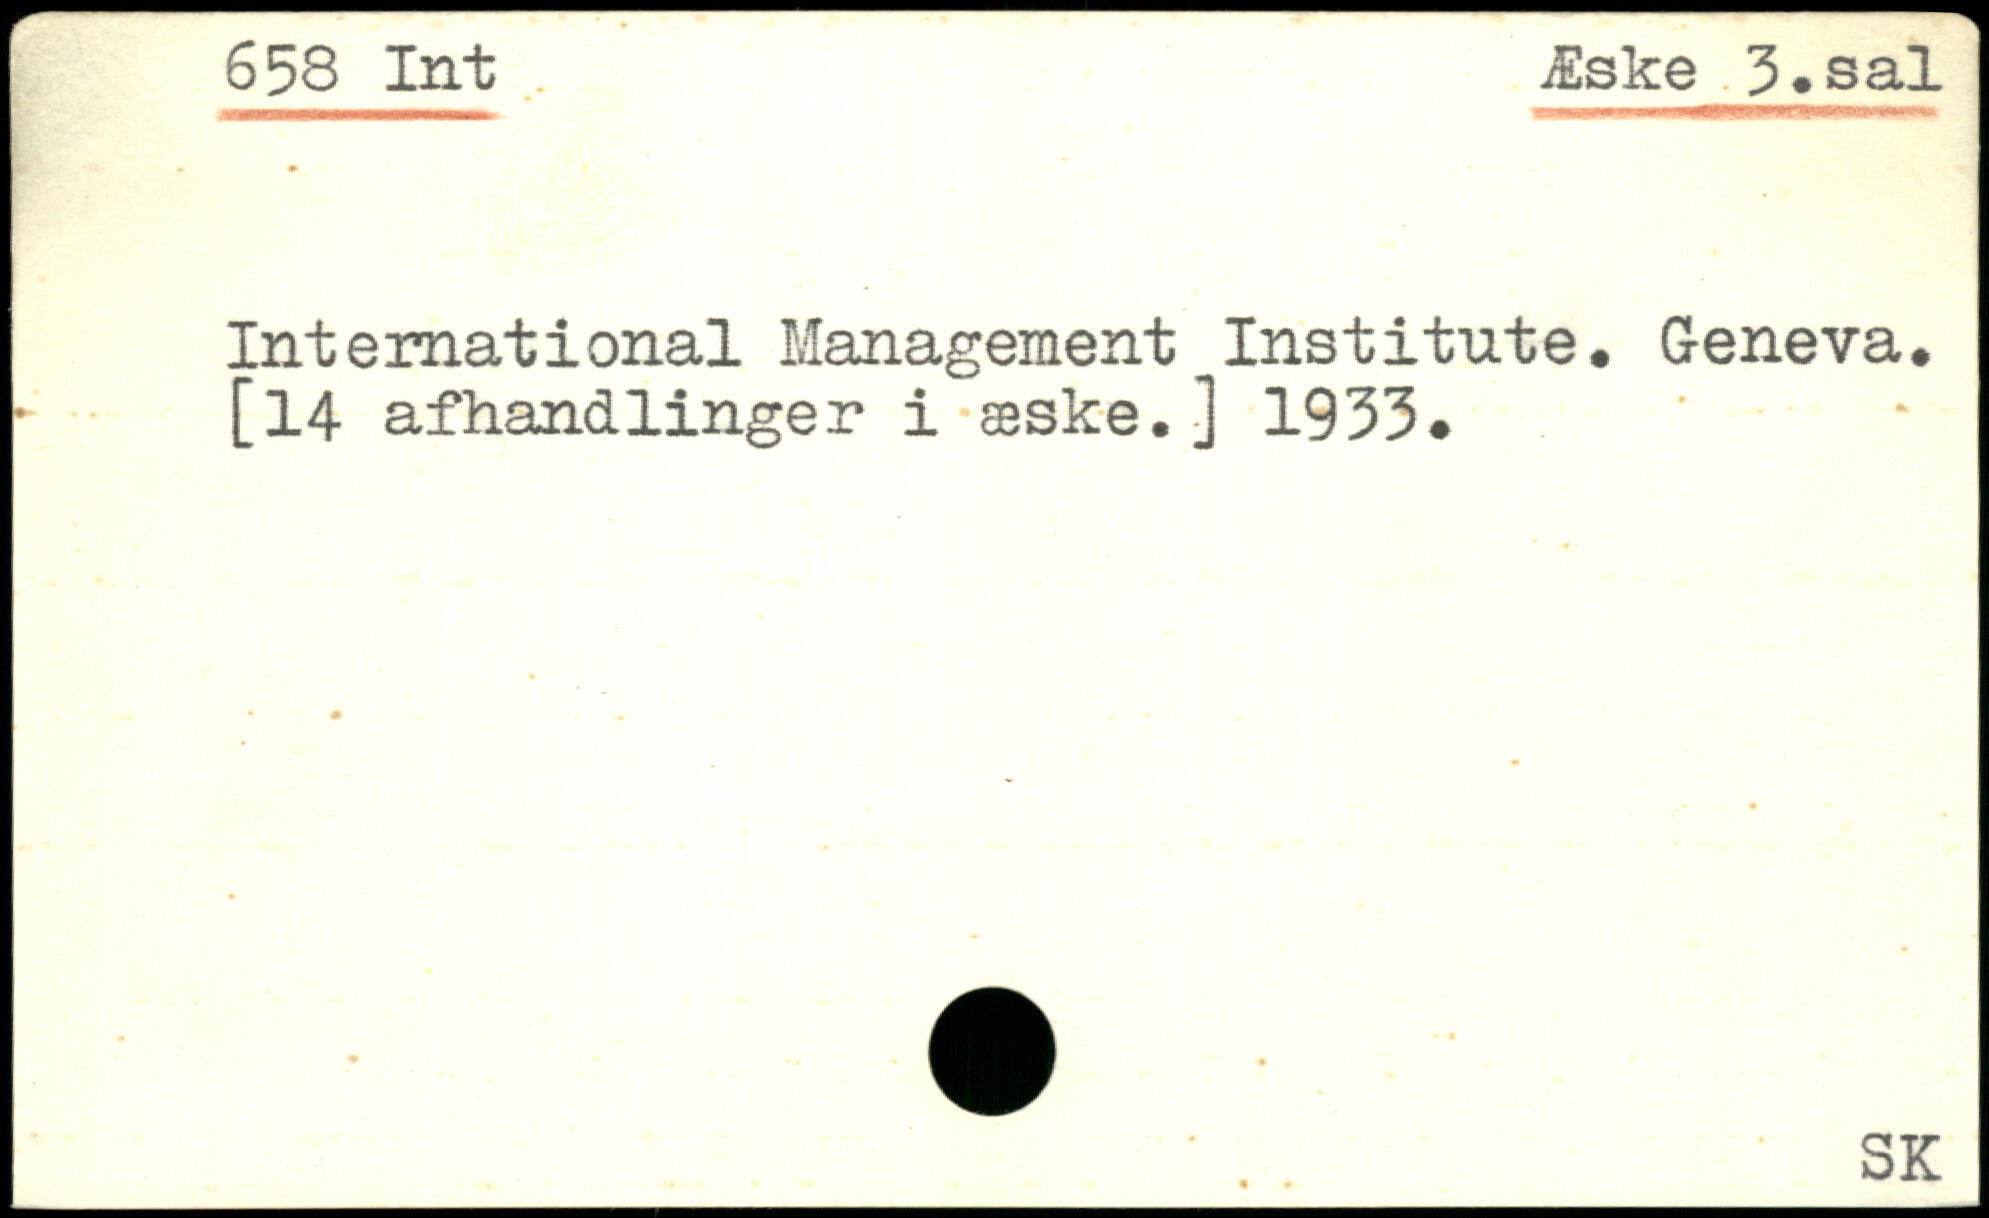 658 Int Æske 3.sal
International Management Institute. Geneva.
[14 afhandlinger i æske.] 1933.
SK